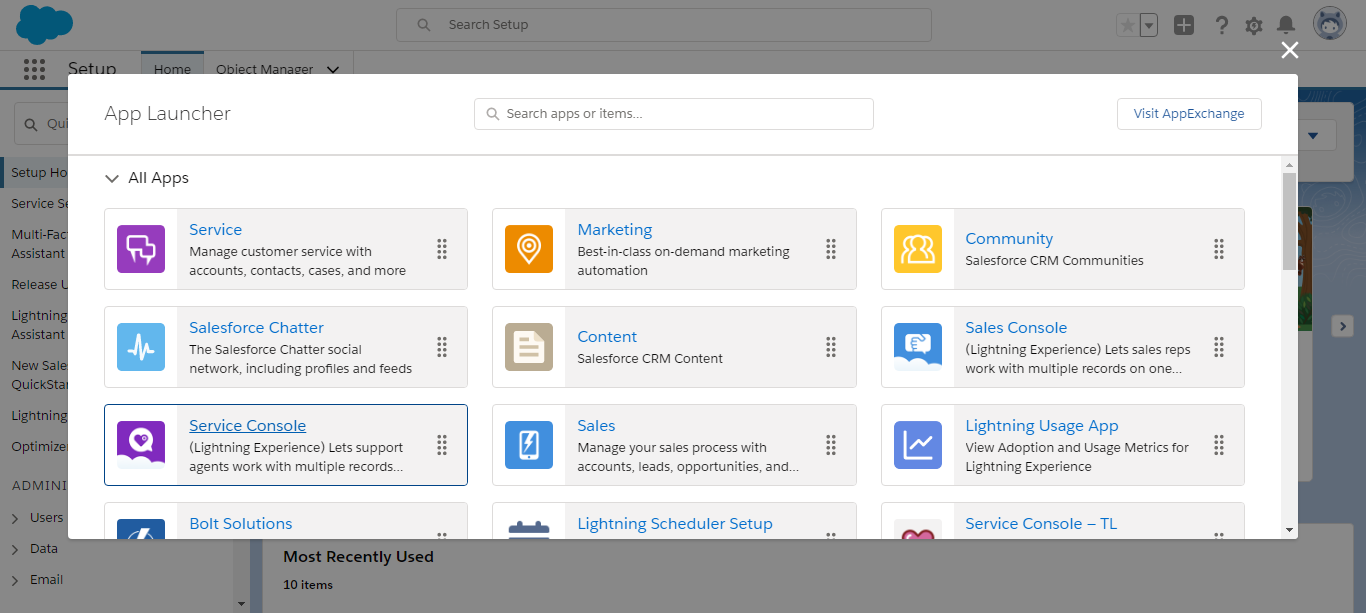 Search Setup
Setup
Home
Object Manager
App Launcher
Search apps or items...
Visit AppExchange
All Apps
Service
Manage customer service with
accounts, contacts, cases, and more
Marketing
Best-in-class on-demand marketing
automation
Community
Salesforce CRM Communities
Salesforce Chatter
The Salesforce Chatter social
network, including profiles and feeds
Content
Salesforce CRM Content
Sales Console
(Lightning Experience) Lets sales reps
work with multiple records on one...
Service Console
(Lightning Experience) Lets support
agents work with multiple records...
Sales
Manage your sales process with
accounts, leads, opportunities, and...
Lightning Usage App
View Adoption and Usage Metrics for
Lightning Experience
Bolt Solutions
Lightning Scheduler Setup
Service Console – TL
Qui
Setup Ho
Service Se
Multi-Fac
Assistant
Release U
Lightning
Assistant
New Sale
QuickStar
Lightning
Optimize
ADMINI
Users
Data
Email
Most Recently Used
10 items